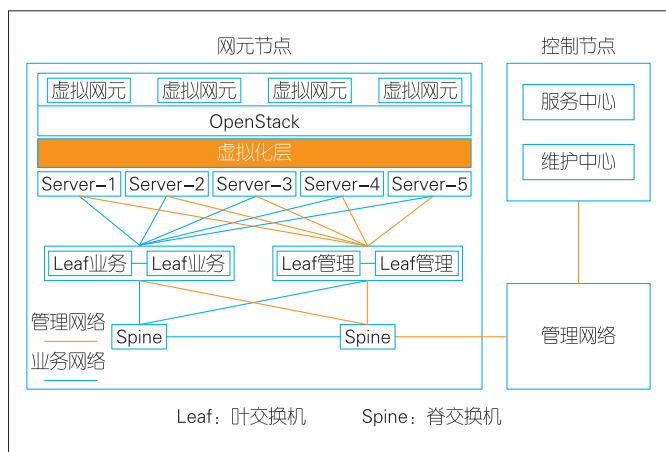 网元节点 控制节点
虚拟网元 虚拟网元 虚拟网元 虚拟网元
OpenStack
服务中心
虚拟化层
维护中心
Server-1 Server-2 Server-3 Server-4 Server-5
Leaf业务 Leaf业务 Leaf管理 Leaf管理
管理网络
Spine Spine
管理网络
业务网络
Leaf：叶交换机 Spine：脊交换机